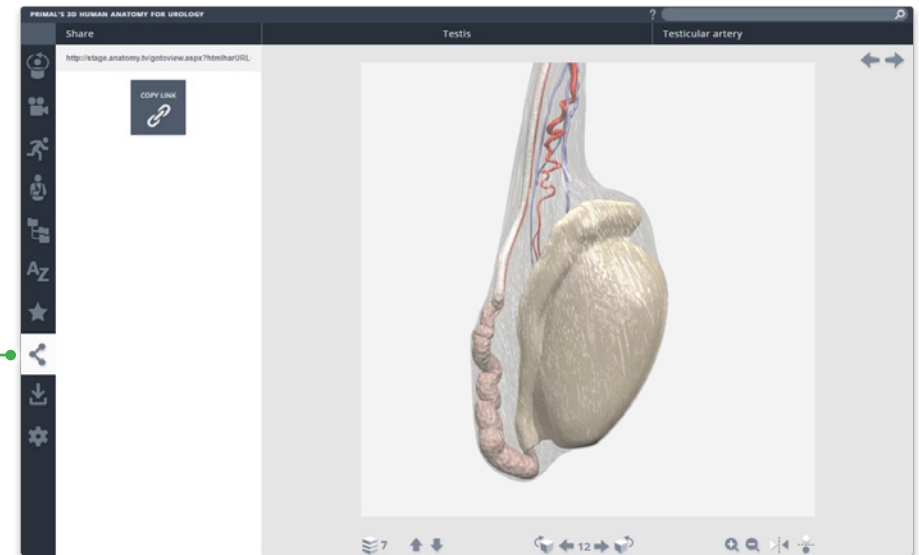 PRIMAL'S 3D HUMAN ANATOMY FOR UROLOGY
?
Share
Testis
Testicular artery
http://stage.anatomy.tv/gotoview.aspx?htmlharURL
COPY LINK
AZ
7
12